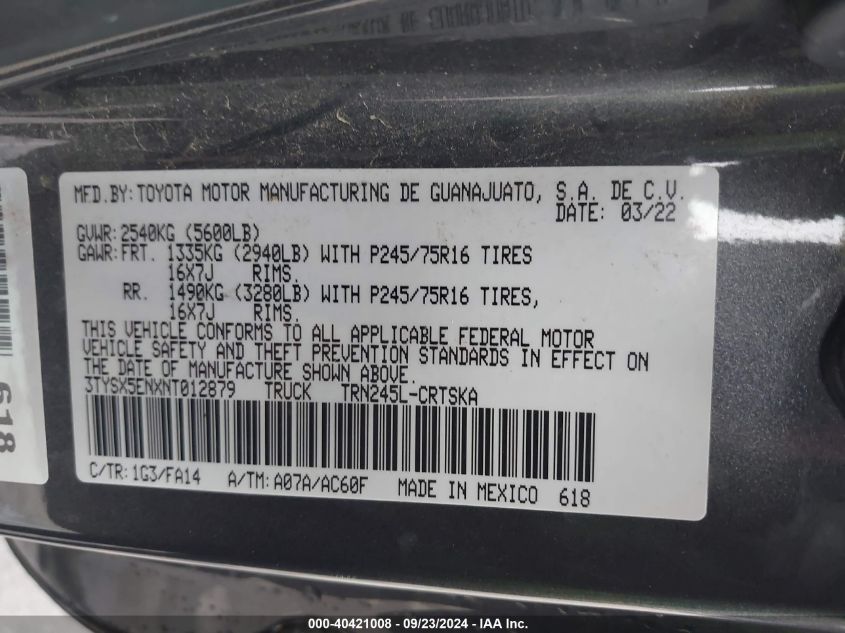 MFD.BY:TOYOTA MOTOR MANUFACTURING DE GUANAJUATO, S.A. DE C.V.
DATE: 03/22
GVWR:2540KG (5600LB)
GAWR:FRT. 1335KG (2940LB) WITH P245/75R16 TIRES
16X7J RIMS.
RR. 1490KG (3280LB) WITH P245/75R16 TIRES,
16X7J RIMS.
THIS VEHICLE CONFORMS TO ALL APPLICABLE FEDERAL MOTOR
VEHICLE SAFETY AND THEFT PREVENTION STANDARDS IN EFFECT ON
THE DATE OF MANUFACTURE SHOWN ABOVE.
3TYSX5ENXNT012879 TRUCK TRN245L-CRTSKA
C/TR:1G3/FA14 A/TM:A07A/AC60F MADE IN MEXICO 618
618
000-40421008 - 09/23/2024 - IAA Inc.